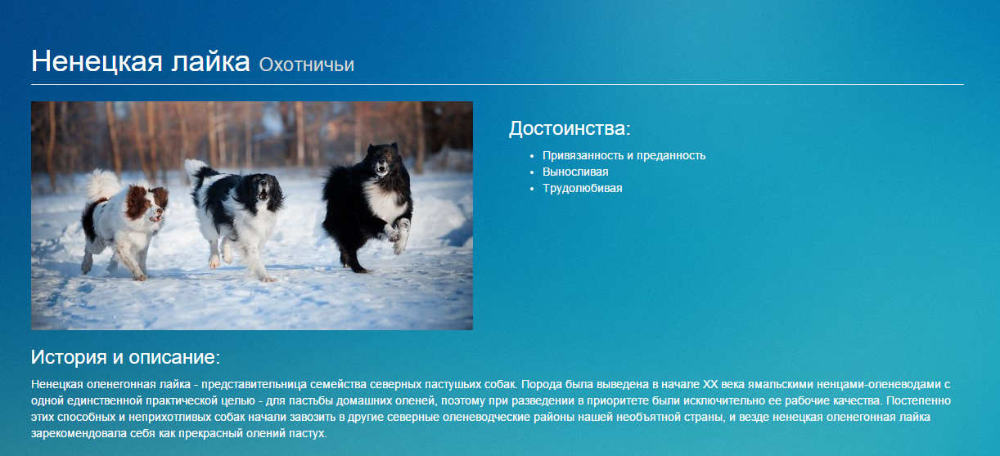 Ненецкая лайка Охотничьи
Достоинства:
Привязанность и преданность
Выносливая
Трудолюбивая
История и описание:
Ненецкая оленегонная лайка - представительница семейства северных пастушьих собак. Порода была выведена в начале XX века ямальскими ненцами-оленеводами с
одной единственной практической целью - для пастьбы домашних оленей, поэтому при разведении в приоритете были исключительно ее рабочие качества. Постепенно
этих способных и неприхотливых собак начали завозить в другие северные оленеводческие районы нашей необъятной страны, и везде ненецкая оленегонная лайка
зарекомендовала себя как прекрасный олений пастух.